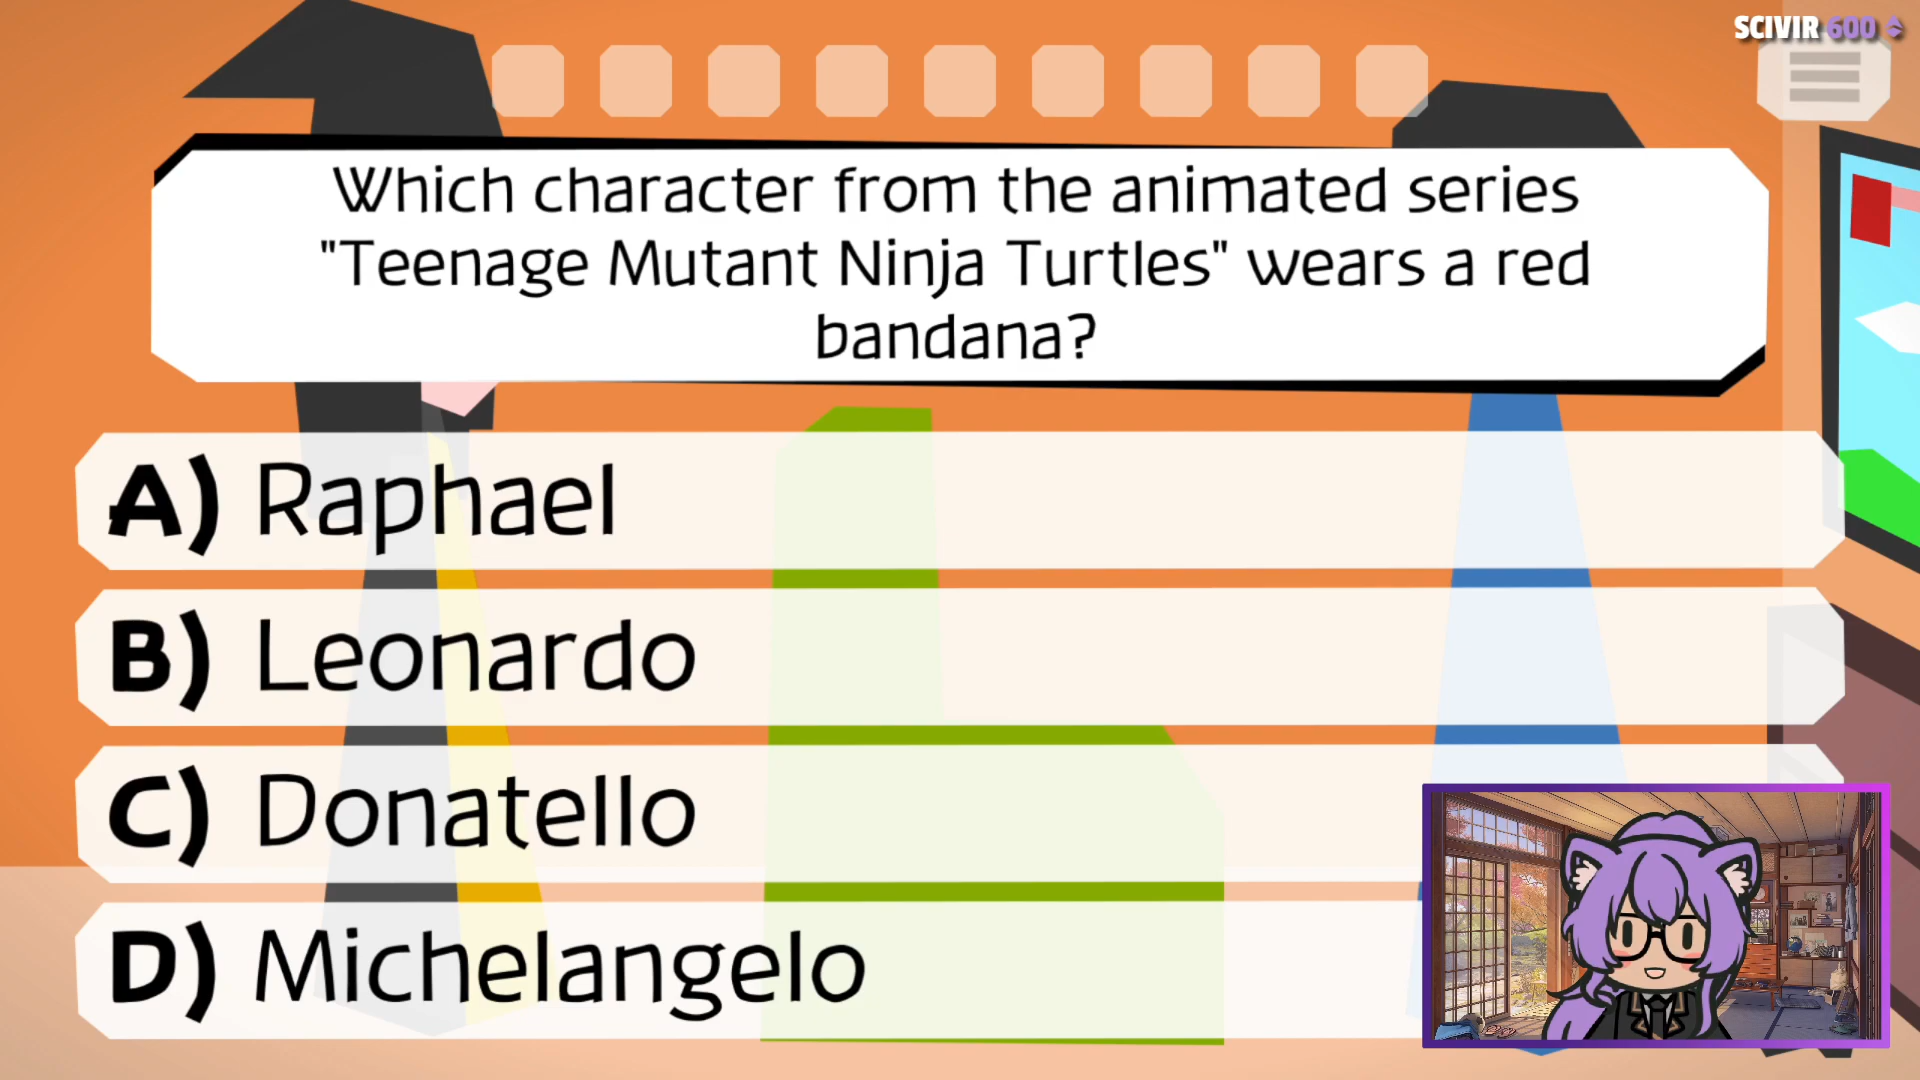 SCIVIR 600
Which character from the animated series
"Teenage Mutant Ninja Turtles" wears a red
bandana?
A) Raphael
B) Leonardo
C) Donatello
D) Michelangelo